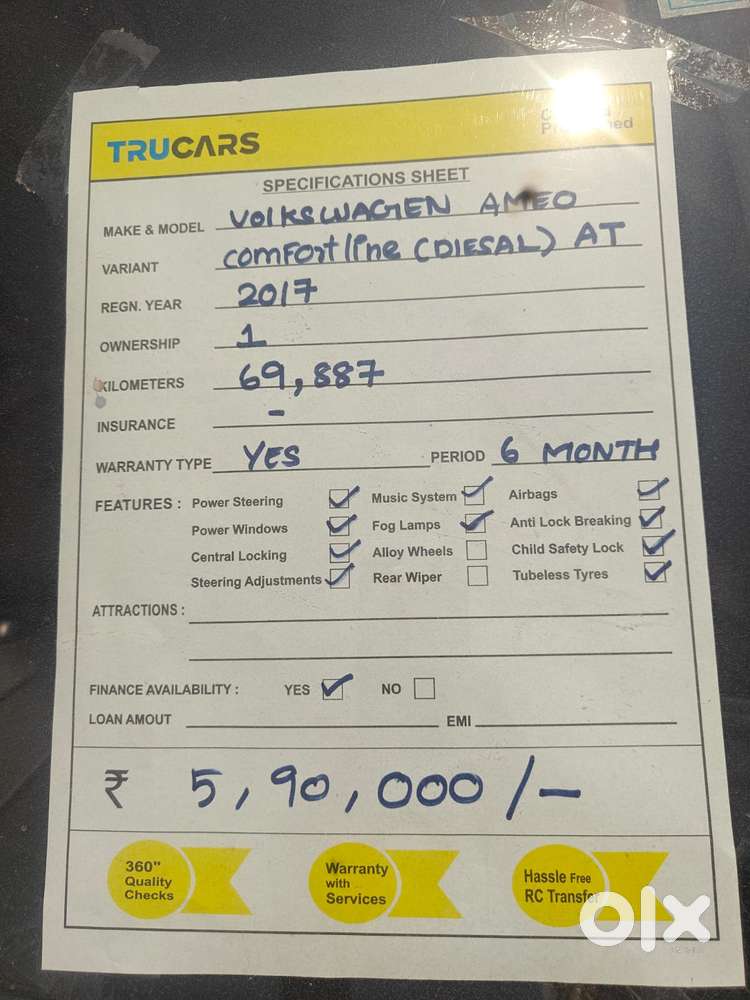 TRUCARS
SPECIFICATIONS SHEET
MAKE & MODEL VOlKSWAGEN AMEO
VARIANT comfortline (DIESAL) AT
REGN. YEAR 2017
OWNERSHIP 1
KILOMETERS 69,887
INSURANCE -
WARRANTY TYPE YES PERIOD 6 MONTH
FEATURES : Power Steering ✓ Music System ✓ Airbags ✓
Power Windows ✓ Fog Lamps ✓ Anti Lock Breaking ✓
Central Locking ✓ Alloy Wheels Child Safety Lock ✓
Steering Adjustments ✓ Rear Wiper Tubeless Tyres ✓
ATTRACTIONS :
FINANCE AVAILABILITY : YES ✓ NO
LOAN AMOUT EMI
₹ 5,90,000/-
360" Quality Checks
Warranty with Services
Hassle Free RC Transfer
olx